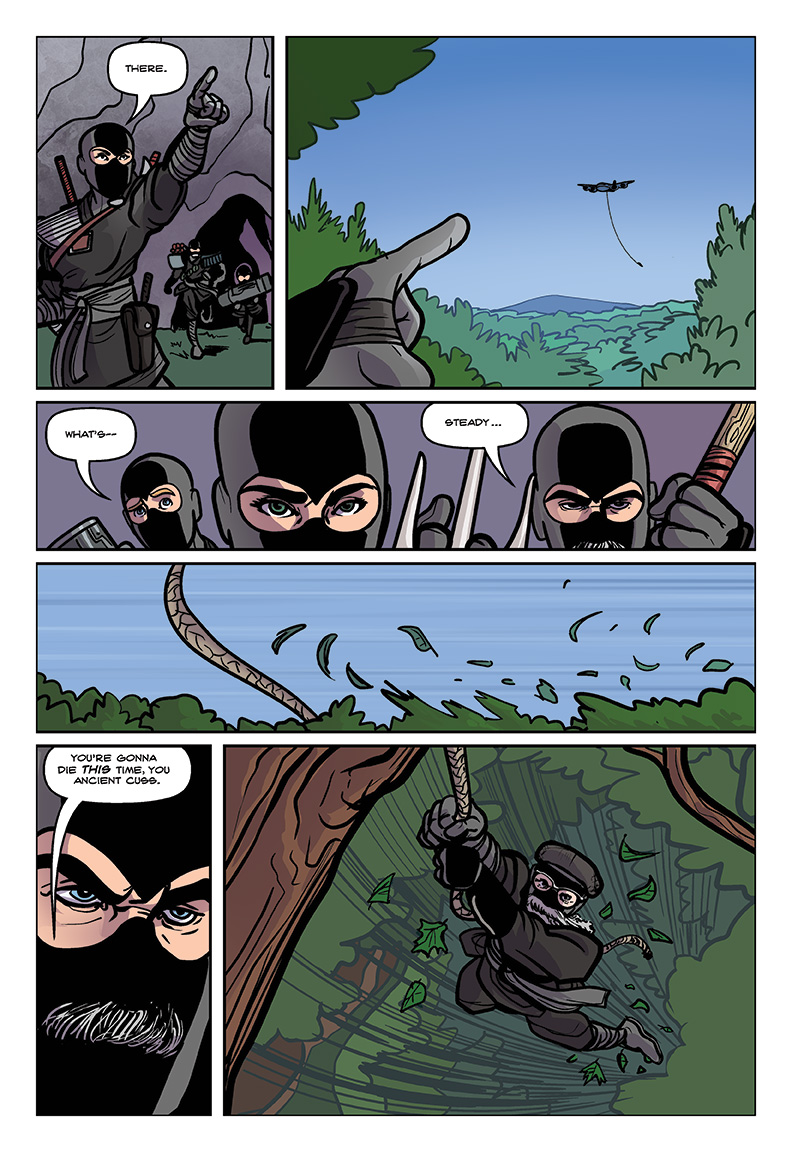 THERE.
WHAT'S--
STEADY...
YOU'RE GONNA
DIE THIS TIME, YOU
ANCIENT CUSS.